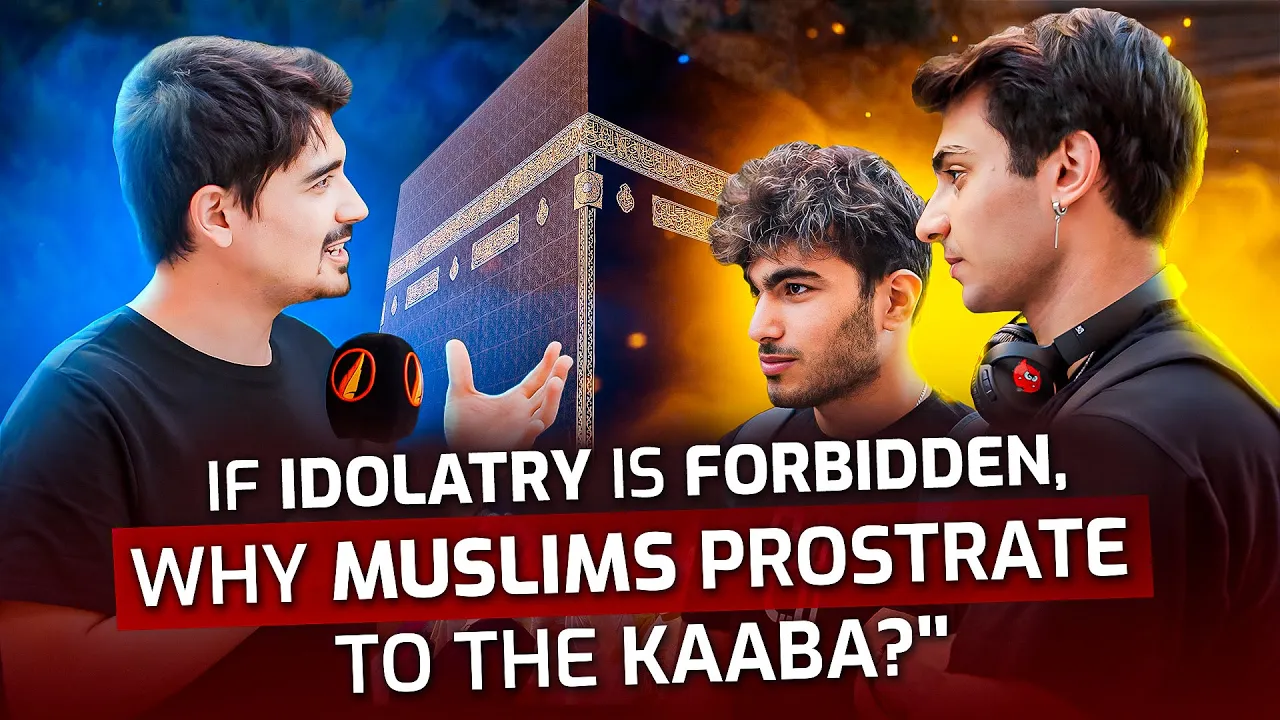 IF IDOLATRY IS FORBIDDEN,
WHY MUSLIMS PROSTRATE
TO THE KAABA?"